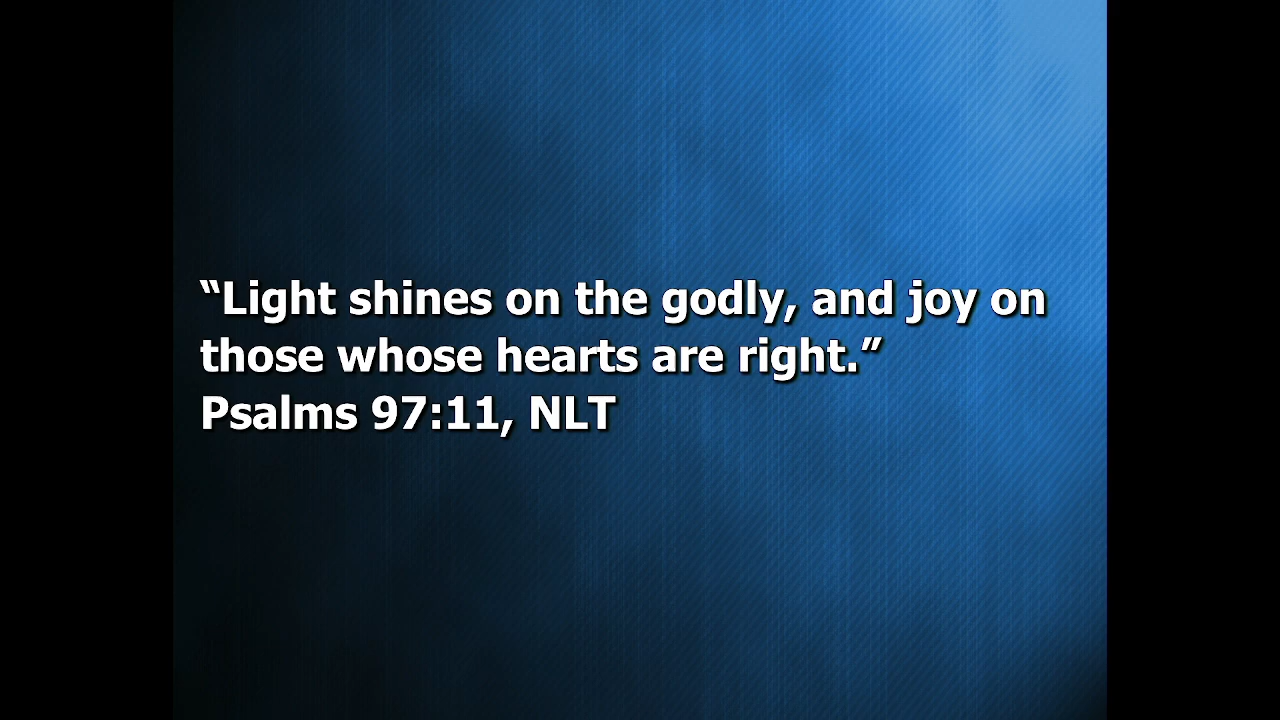 “Light shines on the godly, and joy on
those whose hearts are right.”
Psalms 97:11, NLT